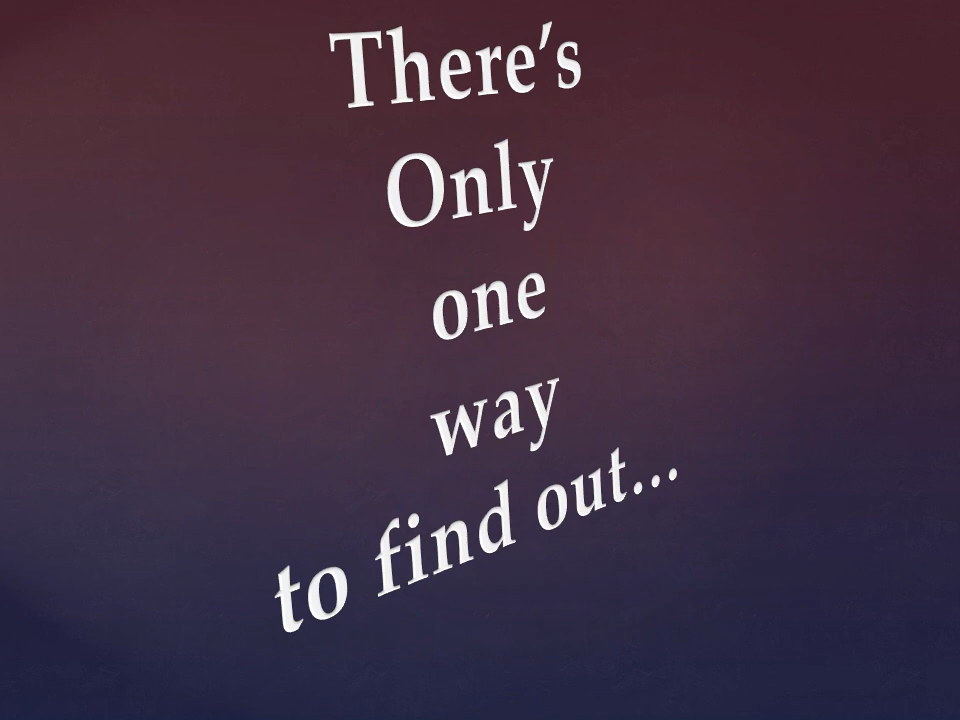 There’s
Only
one
way
to find out…